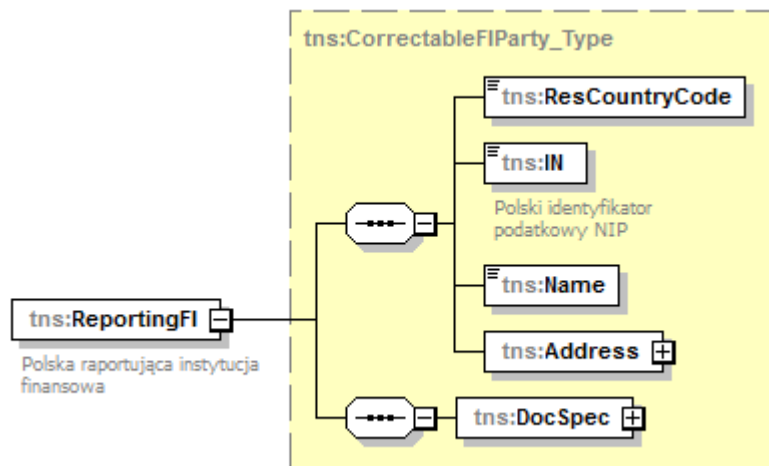 tns:CorrectableFIParty_Type
tns:ResCountryCode
tns:IN
Polski identyfikator
podatkowy NIP
tns:Name
tns:ReportingFI
Polska raportująca instytucja
finansowa
tns:Address
tns:DocSpec